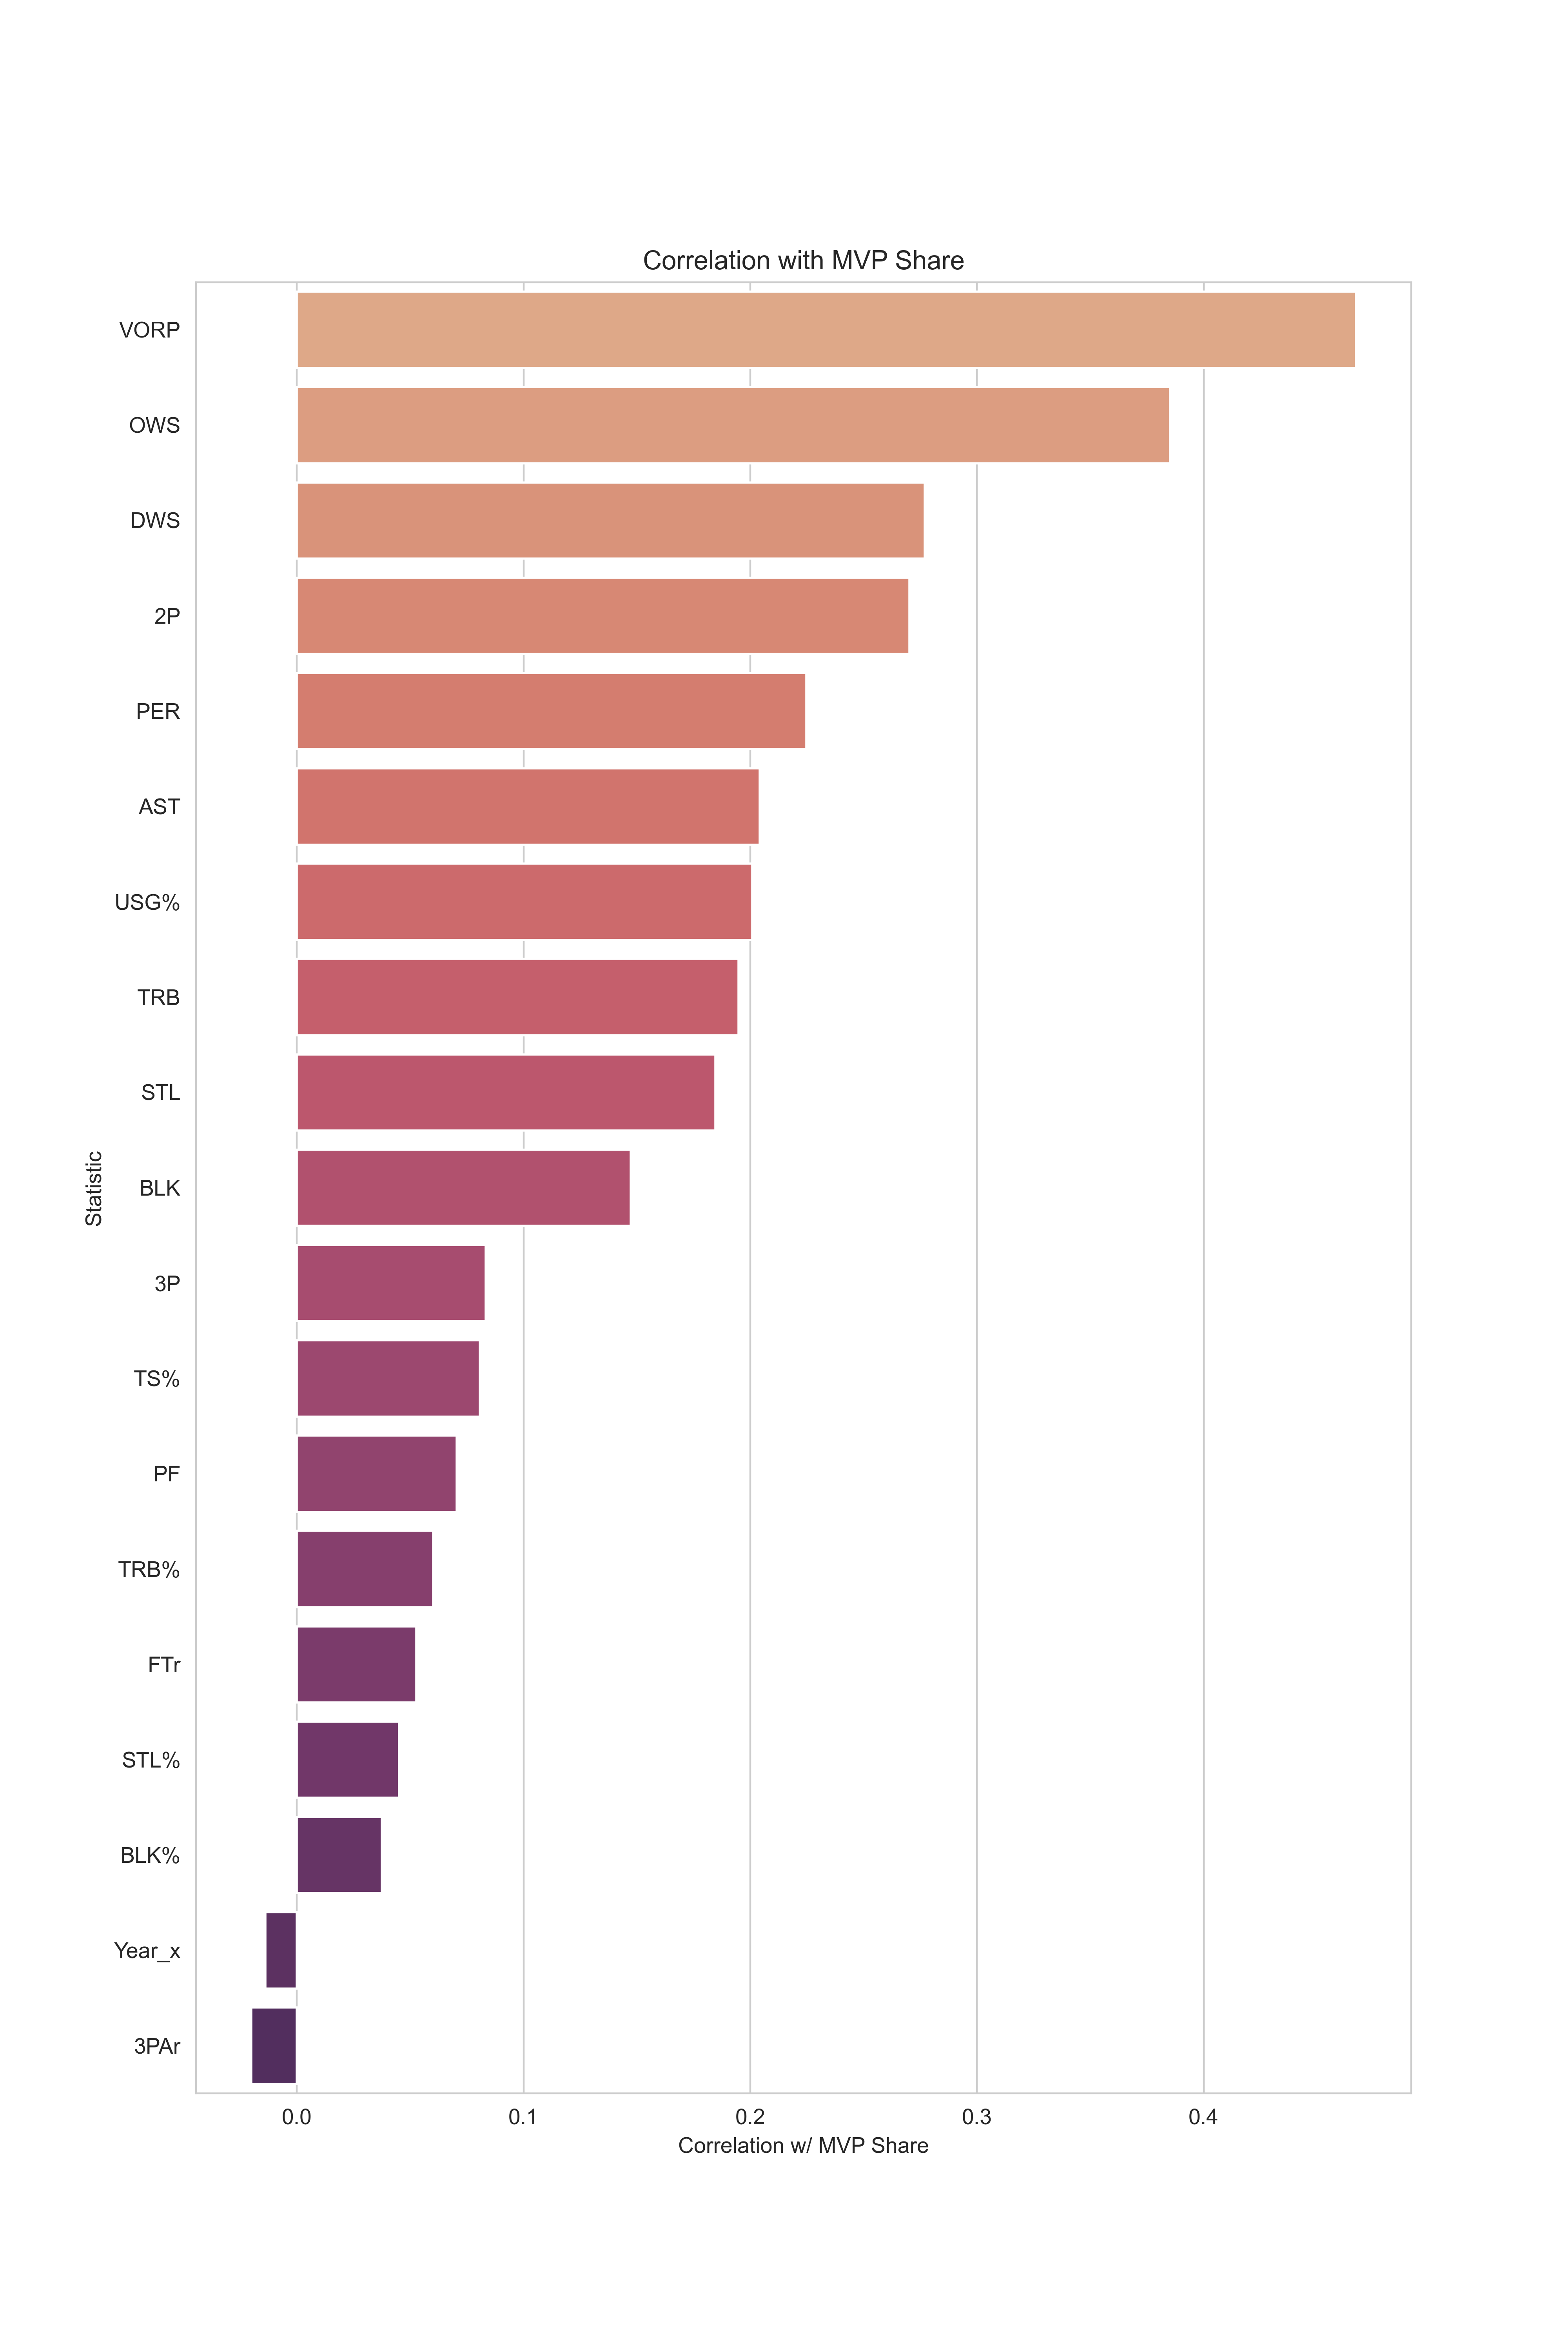 Correlation with MVP Share
VORP
OWS
DWS
2P
PER
AST
USG%
TRB
STL
BLK
3P
TS%
PF
TRB%
FTr
STL%
BLK%
Year_x
3PAr
Statistic
0.0 0.1 0.2 0.3 0.4
Correlation w/ MVP Share